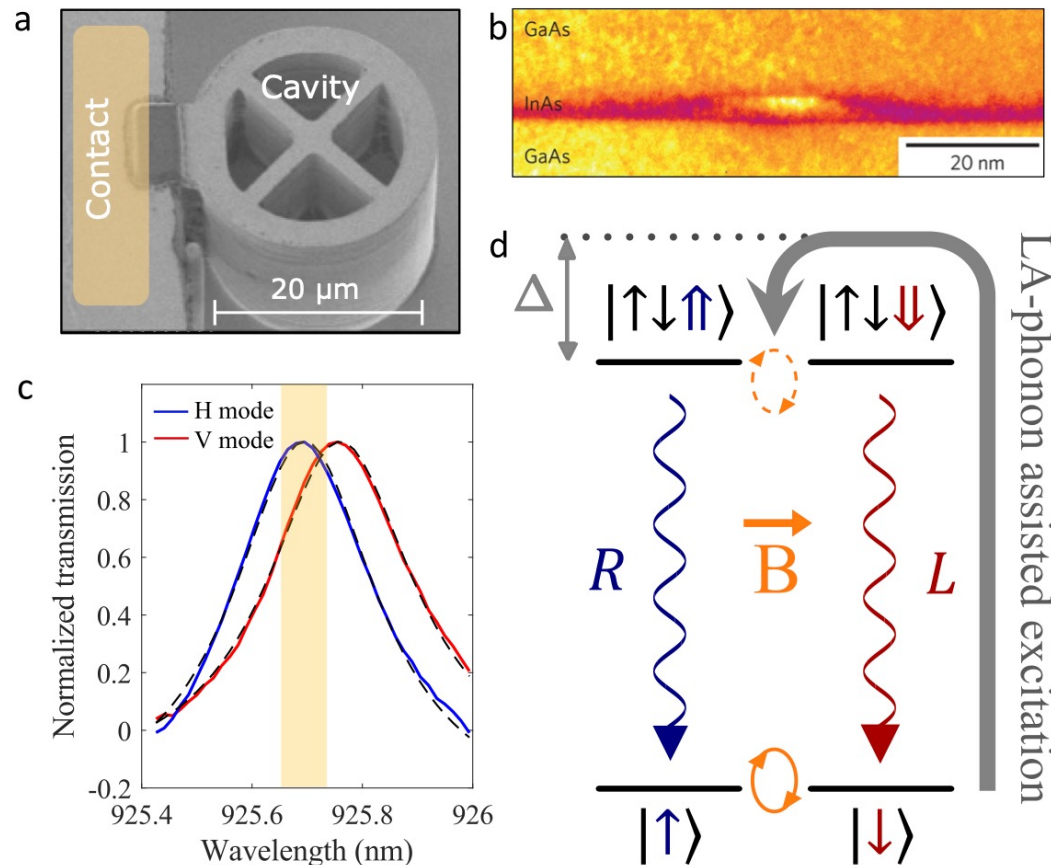 a
Contact
Cavity
20 μm
b
GaAs
InAs
GaAs
20 nm
c
H mode
V mode
Normalized transmission
1
0.8
0.6
0.4
0.2
0
-0.2
925.4
925.6
925.8
926
Wavelength (nm)
d
Δ
|↑↓⇑⟩
|↑↓⇓⟩
R
B
L
|↑⟩
|↓⟩
LA-phonon assisted excitation